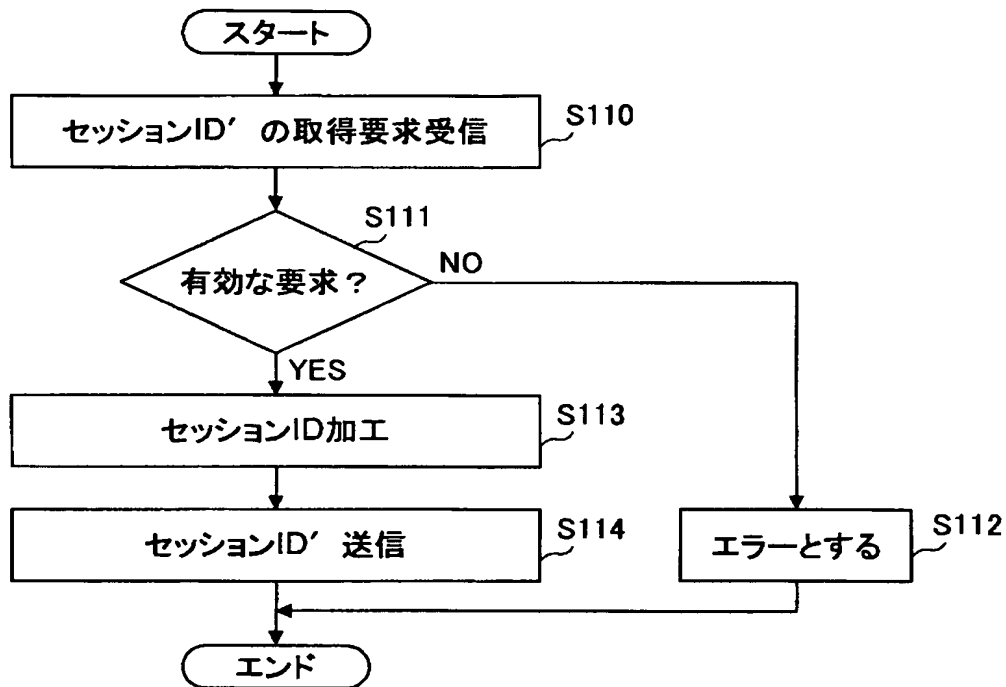 スタート
セッションID′ の取得要求受信
S110
S111
有効な要求？
NO
YES
セッションID加工
S113
セッションID′ 送信
S114
エラーとする
S112
エンド